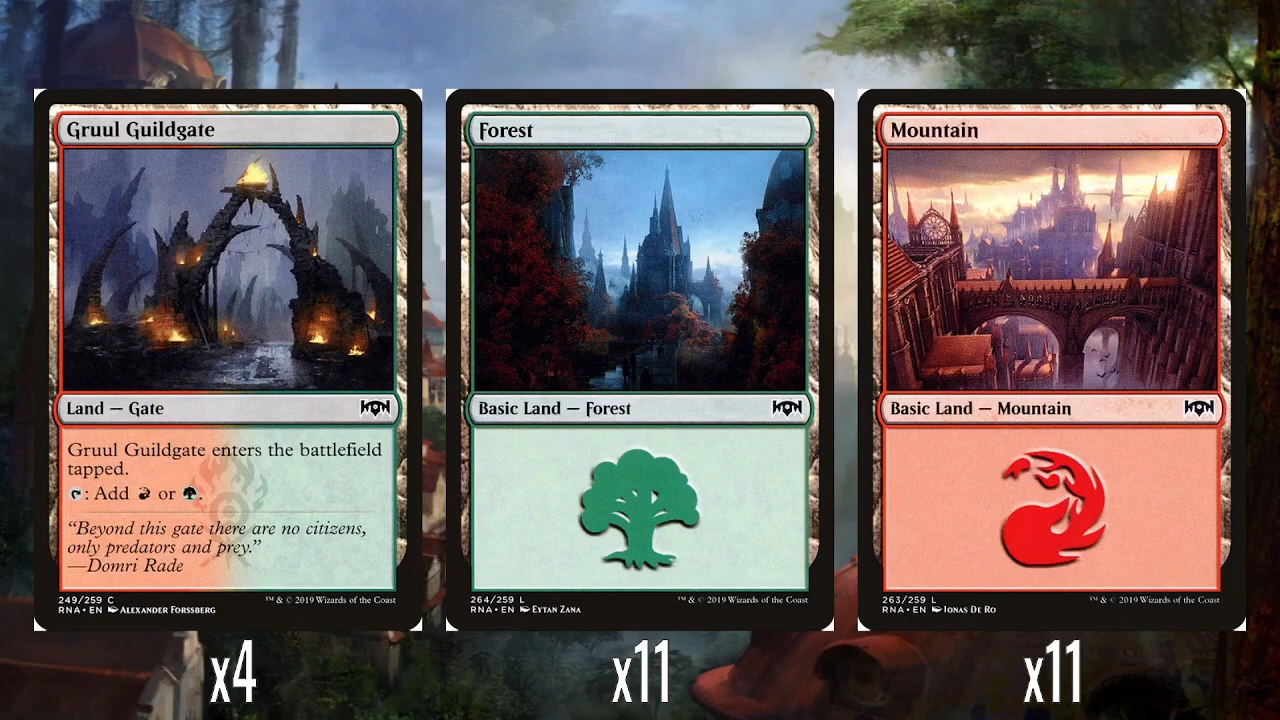 Gruul Guildgate
Land — Gate
Gruul Guildgate enters the battlefield
tapped.
: Add or .
“Beyond this gate there are no citizens,
only predators and prey.”
—Domri Rade
249/259 C
RNA • EN Alexander Forssberg
™ & © 2019 Wizards of the Coast
x4
Forest
Basic Land — Forest
264/259 L
RNA • EN Eytan Zana
™ & © 2019 Wizards of the Coast
x11
Mountain
Basic Land — Mountain
263/259 L
RNA • EN Jonas De Ro
™ & © 2019 Wizards of the Coast
x11